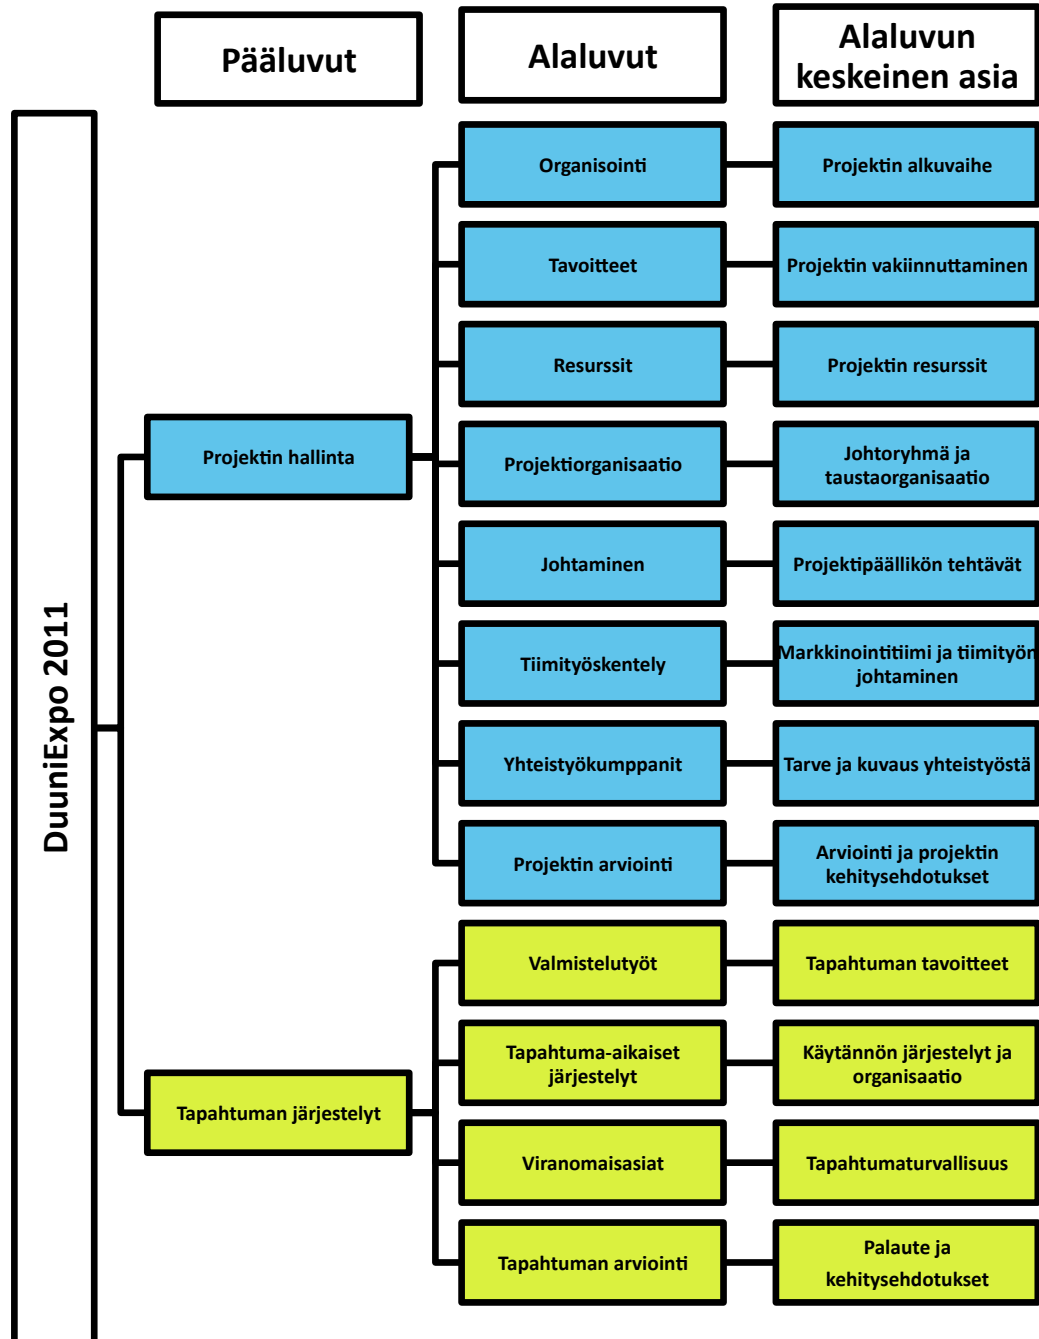 Pääluvut
Alaluvut
Alaluvun
keskeinen asia
DuuniExpo 2011
Projektin hallinta
Organisointi
Projektin alkuvaihe
Tavoitteet
Projektin vakiinnuttaminen
Resurssit
Projektin resurssit
Projektiorganisaatio
Johtoryhmä ja
taustaorganisaatio
Johtaminen
Projektipäällikön tehtävät
Tiimityöskentely
Markkinointitiimi ja tiimityön
johtaminen
Yhteistyökumppanit
Tarve ja kuvaus yhteistyöstä
Projektin arviointi
Arviointi ja projektin
kehitysehdotukset
Tapahtuman järjestelyt
Valmistelutyöt
Tapahtuman tavoitteet
Tapahtuma-aikaiset
järjestelyt
Käytännön järjestelyt ja
organisaatio
Viranomaisasiat
Tapahtumaturvallisuus
Tapahtuman arviointi
Palaute ja
kehitysehdotukset